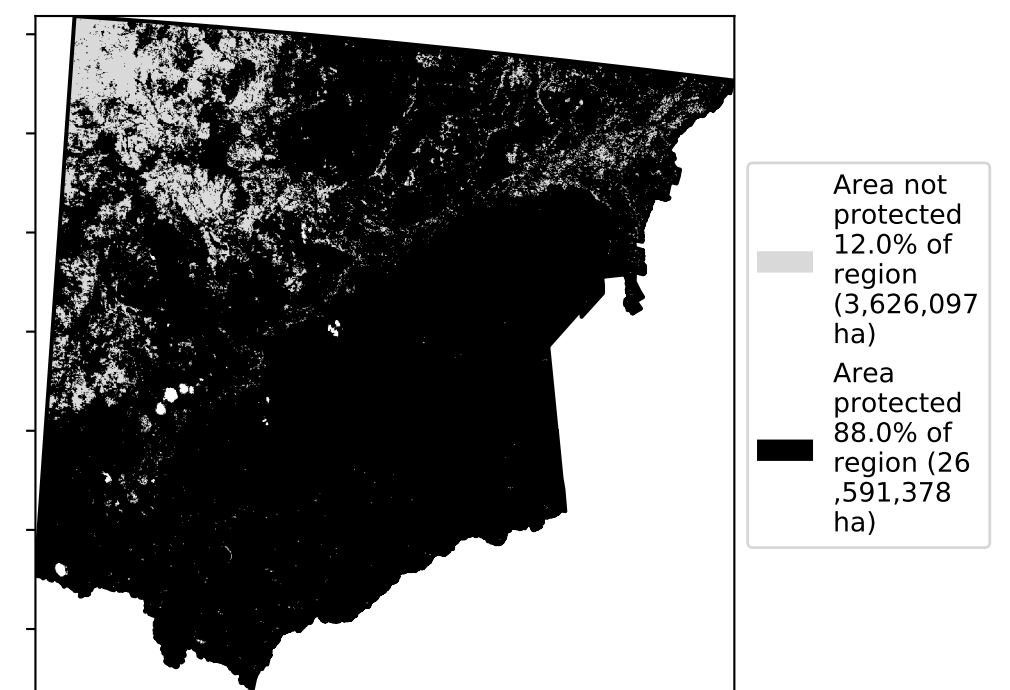 Area not
protected
12.0% of
region
(3,626,097
ha)
Area
protected
88.0% of
region (26
,591,378
ha)